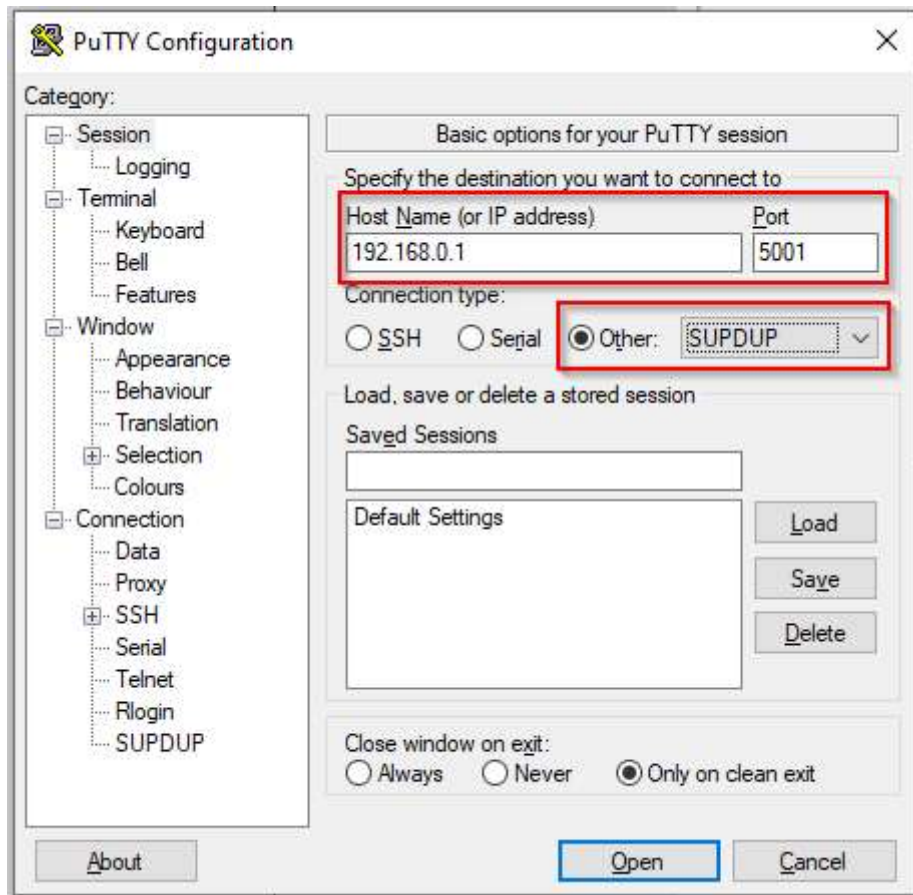 PuTTY Configuration
Category:
Session
Logging
Terminal
Keyboard
Bell
Features
Window
Appearance
Behaviour
Translation
Selection
Colours
Connection
Data
Proxy
SSH
Serial
Telnet
Rlogin
SUPDUP
Basic options for your PuTTY session
Specify the destination you want to connect to
Host Name (or IP address) Port
192.168.0.1 5001
Connection type:
SSH Serial Other: SUPDUP
Load, save or delete a stored session
Saved Sessions
Default Settings
Load
Save
Delete
Close window on exit:
Always Never Only on clean exit
About Open Cancel